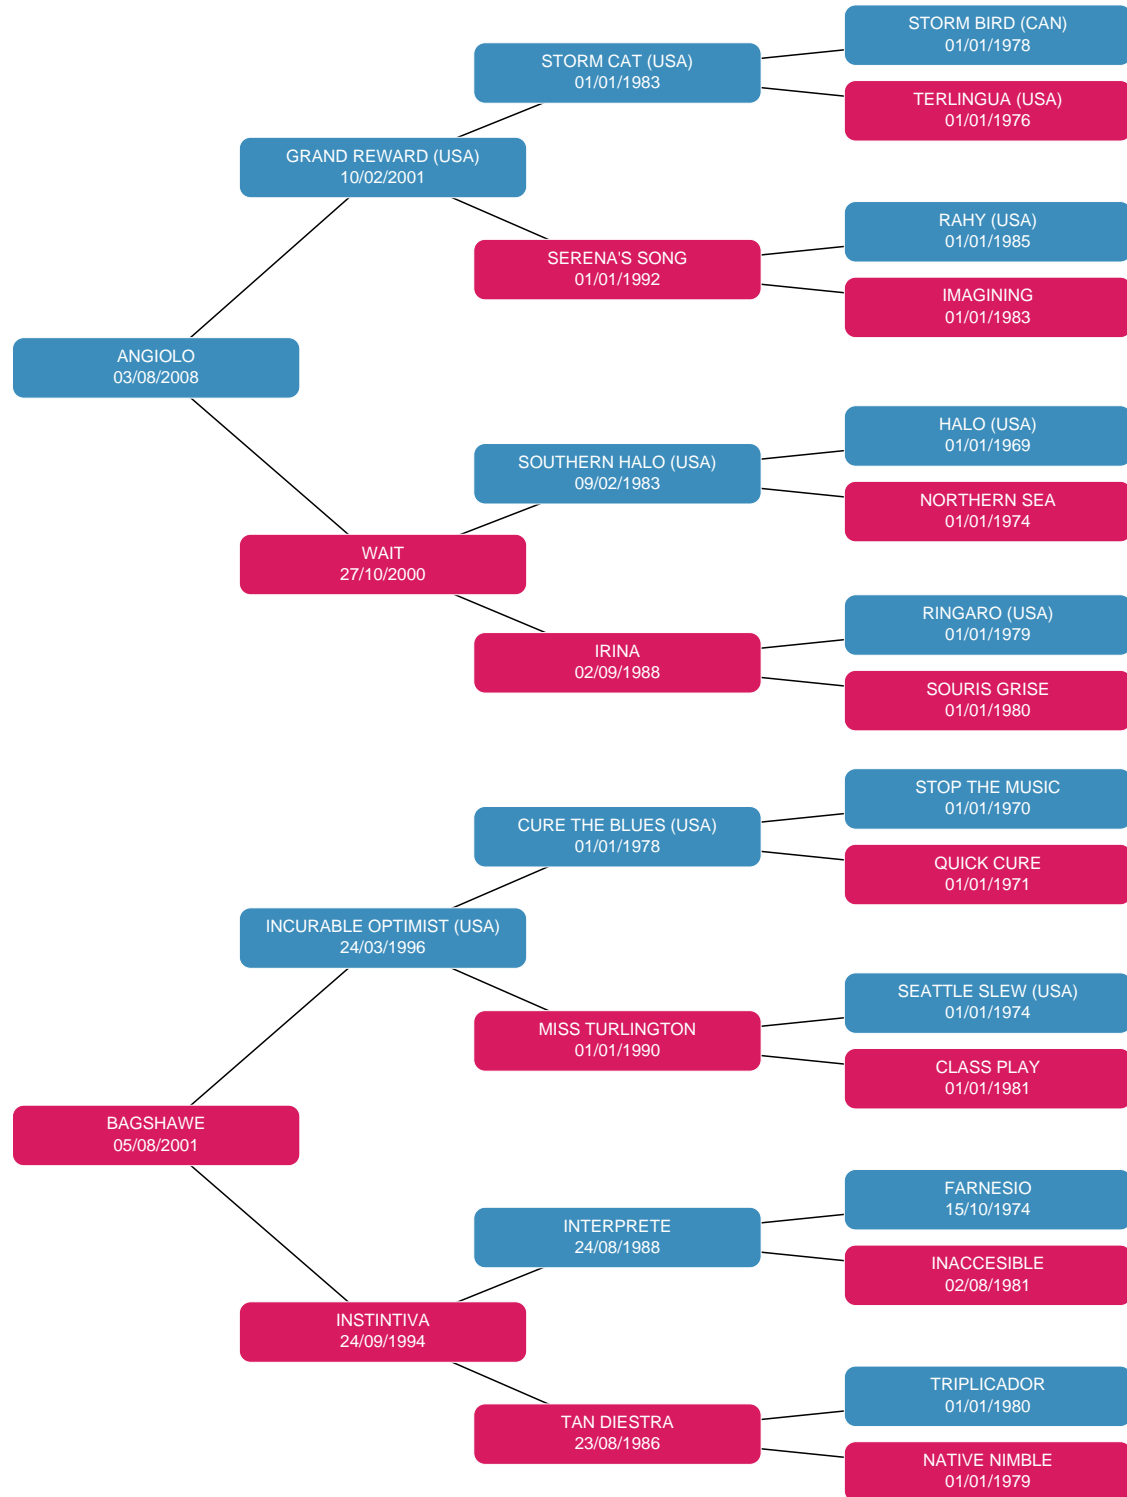 STORM BIRD (CAN)
01/01/1978
STORM CAT (USA)
01/01/1983
TERLINGUA (USA)
01/01/1976
GRAND REWARD (USA)
10/02/2001
RAHY (USA)
01/01/1985
SERENA'S SONG
01/01/1992
IMAGINING
01/01/1983
ANGIOLO
03/08/2008
HALO (USA)
01/01/1969
SOUTHERN HALO (USA)
09/02/1983
NORTHERN SEA
01/01/1974
WAIT
27/10/2000
RINGARO (USA)
01/01/1979
IRINA
02/09/1988
SOURIS GRISE
01/01/1980
STOP THE MUSIC
01/01/1970
CURE THE BLUES (USA)
01/01/1978
QUICK CURE
01/01/1971
INCURABLE OPTIMIST (USA)
24/03/1996
SEATTLE SLEW (USA)
01/01/1974
MISS TURLINGTON
01/01/1990
CLASS PLAY
01/01/1981
BAGSHAWE
05/08/2001
FARNESIO
15/10/1974
INTERPRETE
24/08/1988
INACCESIBLE
02/08/1981
INSTINTIVA
24/09/1994
TRIPLICADOR
01/01/1980
TAN DIESTRA
23/08/1986
NATIVE NIMBLE
01/01/1979